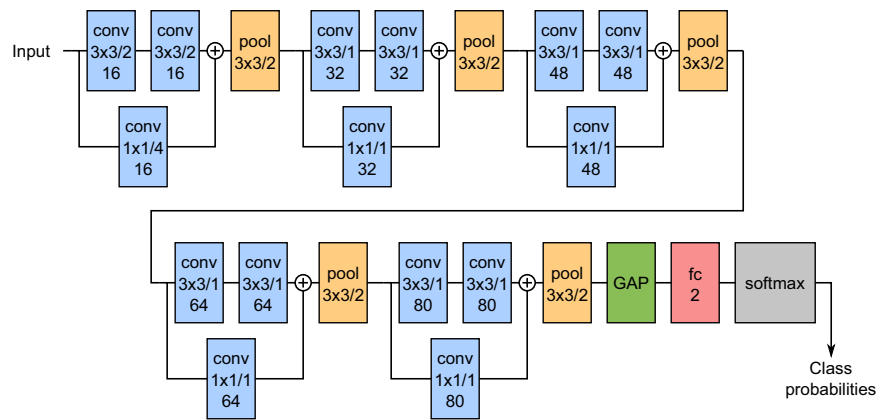 Input
conv
3x3/2
16
conv
3x3/2
16
pool
3x3/2
conv
1x1/4
16
conv
3x3/1
32
conv
3x3/1
32
pool
3x3/2
conv
1x1/1
32
conv
3x3/1
48
conv
3x3/1
48
pool
3x3/2
conv
1x1/1
48
conv
3x3/1
64
conv
3x3/1
64
pool
3x3/2
conv
1x1/1
64
conv
3x3/1
80
conv
3x3/1
80
pool
3x3/2
conv
1x1/1
80
GAP
fc
2
softmax
Class
probabilities